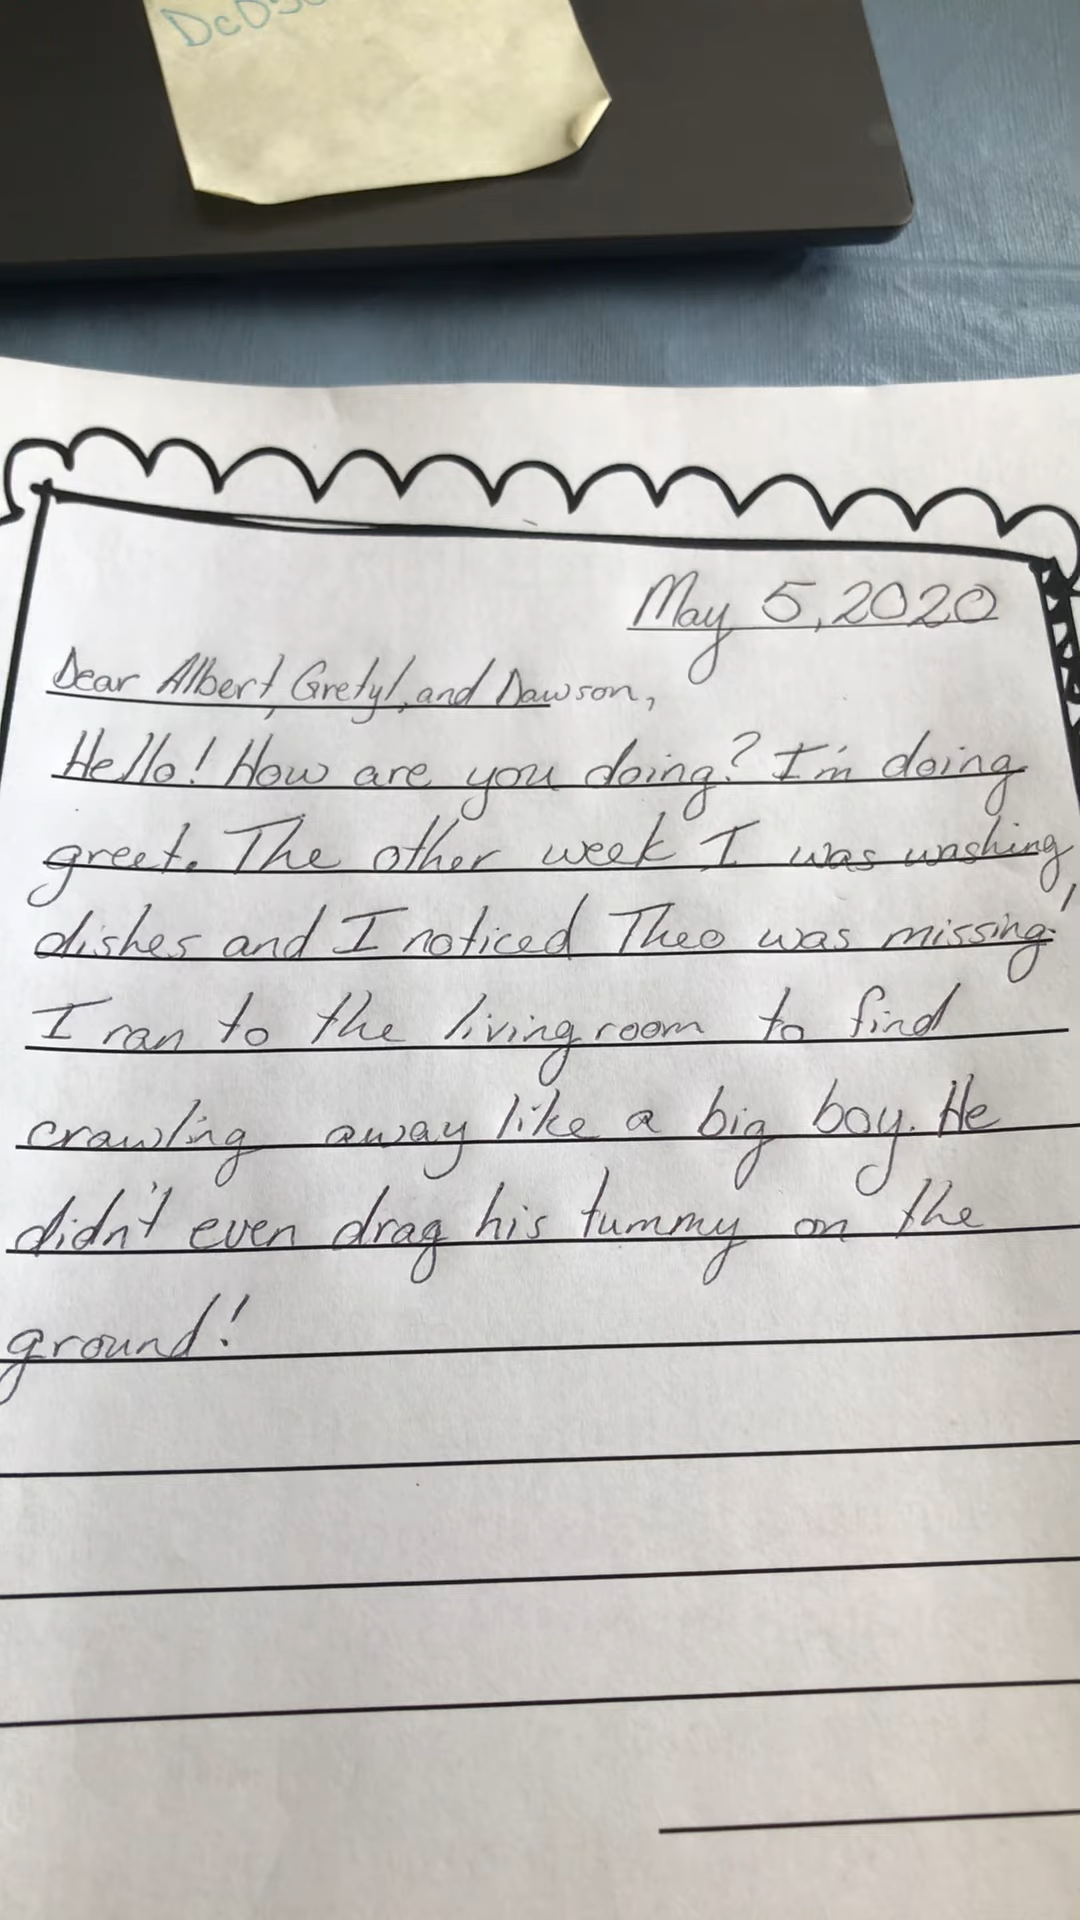 May 5, 2020
Dear Albert, Gretyl, and Dawson,
Hello! How are you doing? I'm doing
greet. The other week I was washing
dishes and I noticed Theo was missing!
I ran to the living room to find
crawling away like a big boy. He
didn't even drag his tummy on the
ground!